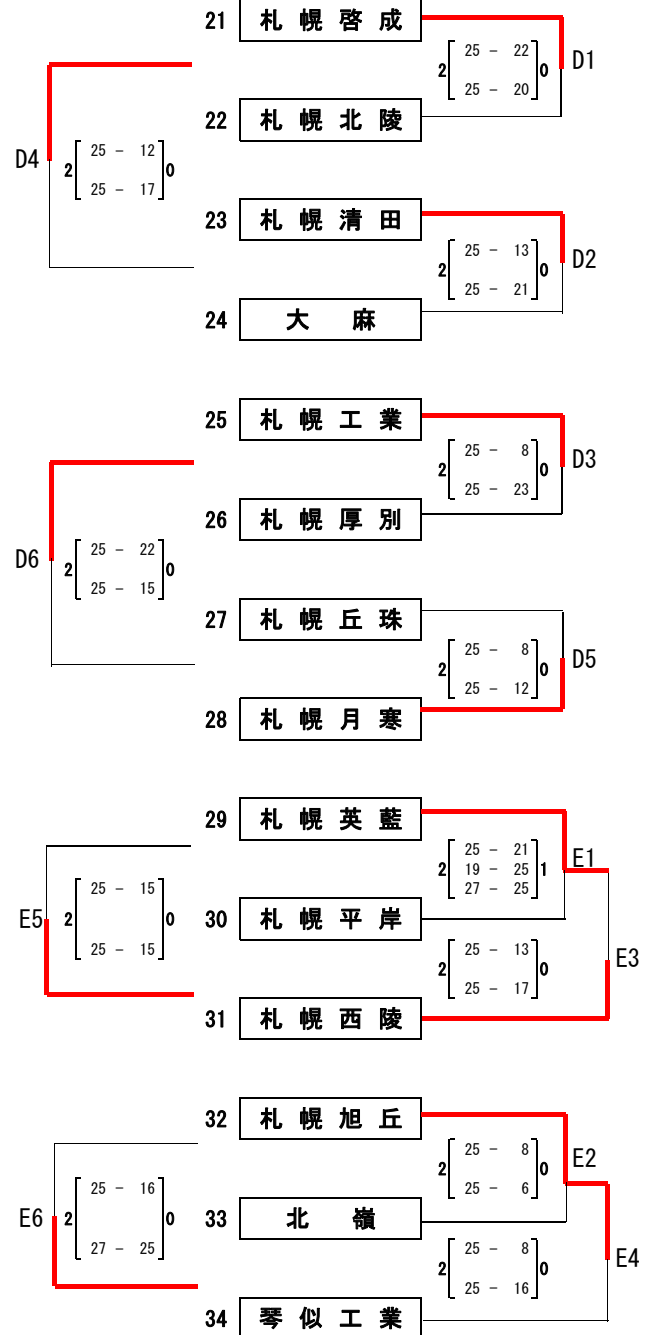 21 札幌啓成
2 25 - 22 0 D1
25 - 20
22 札幌北陵
D4 2 25 - 12 0
25 - 17
23 札幌清田
2 25 - 13 0 D2
25 - 21
24 大麻
25 札幌工業
2 25 - 8 0 D3
25 - 23
26 札幌厚別
D6 2 25 - 22 0
25 - 15
27 札幌丘珠
2 25 - 8 0 D5
25 - 12
28 札幌月寒
29 札幌英藍
2 25 - 21 1 E1
19 - 25
27 - 25
30 札幌平岸
E5 2 25 - 15 0
25 - 15
2 25 - 13 0 E3
25 - 17
31 札幌西陵
32 札幌旭丘
2 25 - 8 0 E2
25 - 6
33 北嶺
E6 2 25 - 16 0
27 - 25
2 25 - 8 0 E4
25 - 16
34 琴似工業